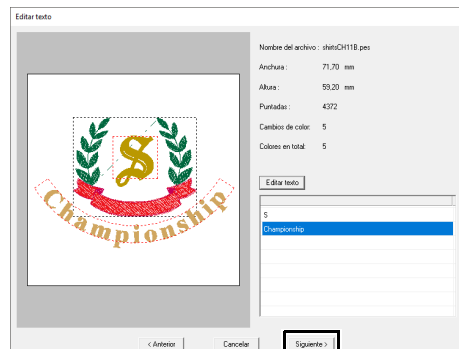 Editar texto
Nombre del archivo : shirtsCH11B.pes
Anchura : 71,70 mm
Altura : 59,20 mm
Puntadas : 4372
Cambios de color: 5
Colores en total: 5
Editar texto
S
Championship
S
Championship
< Anterior Cancelar Siguiente >